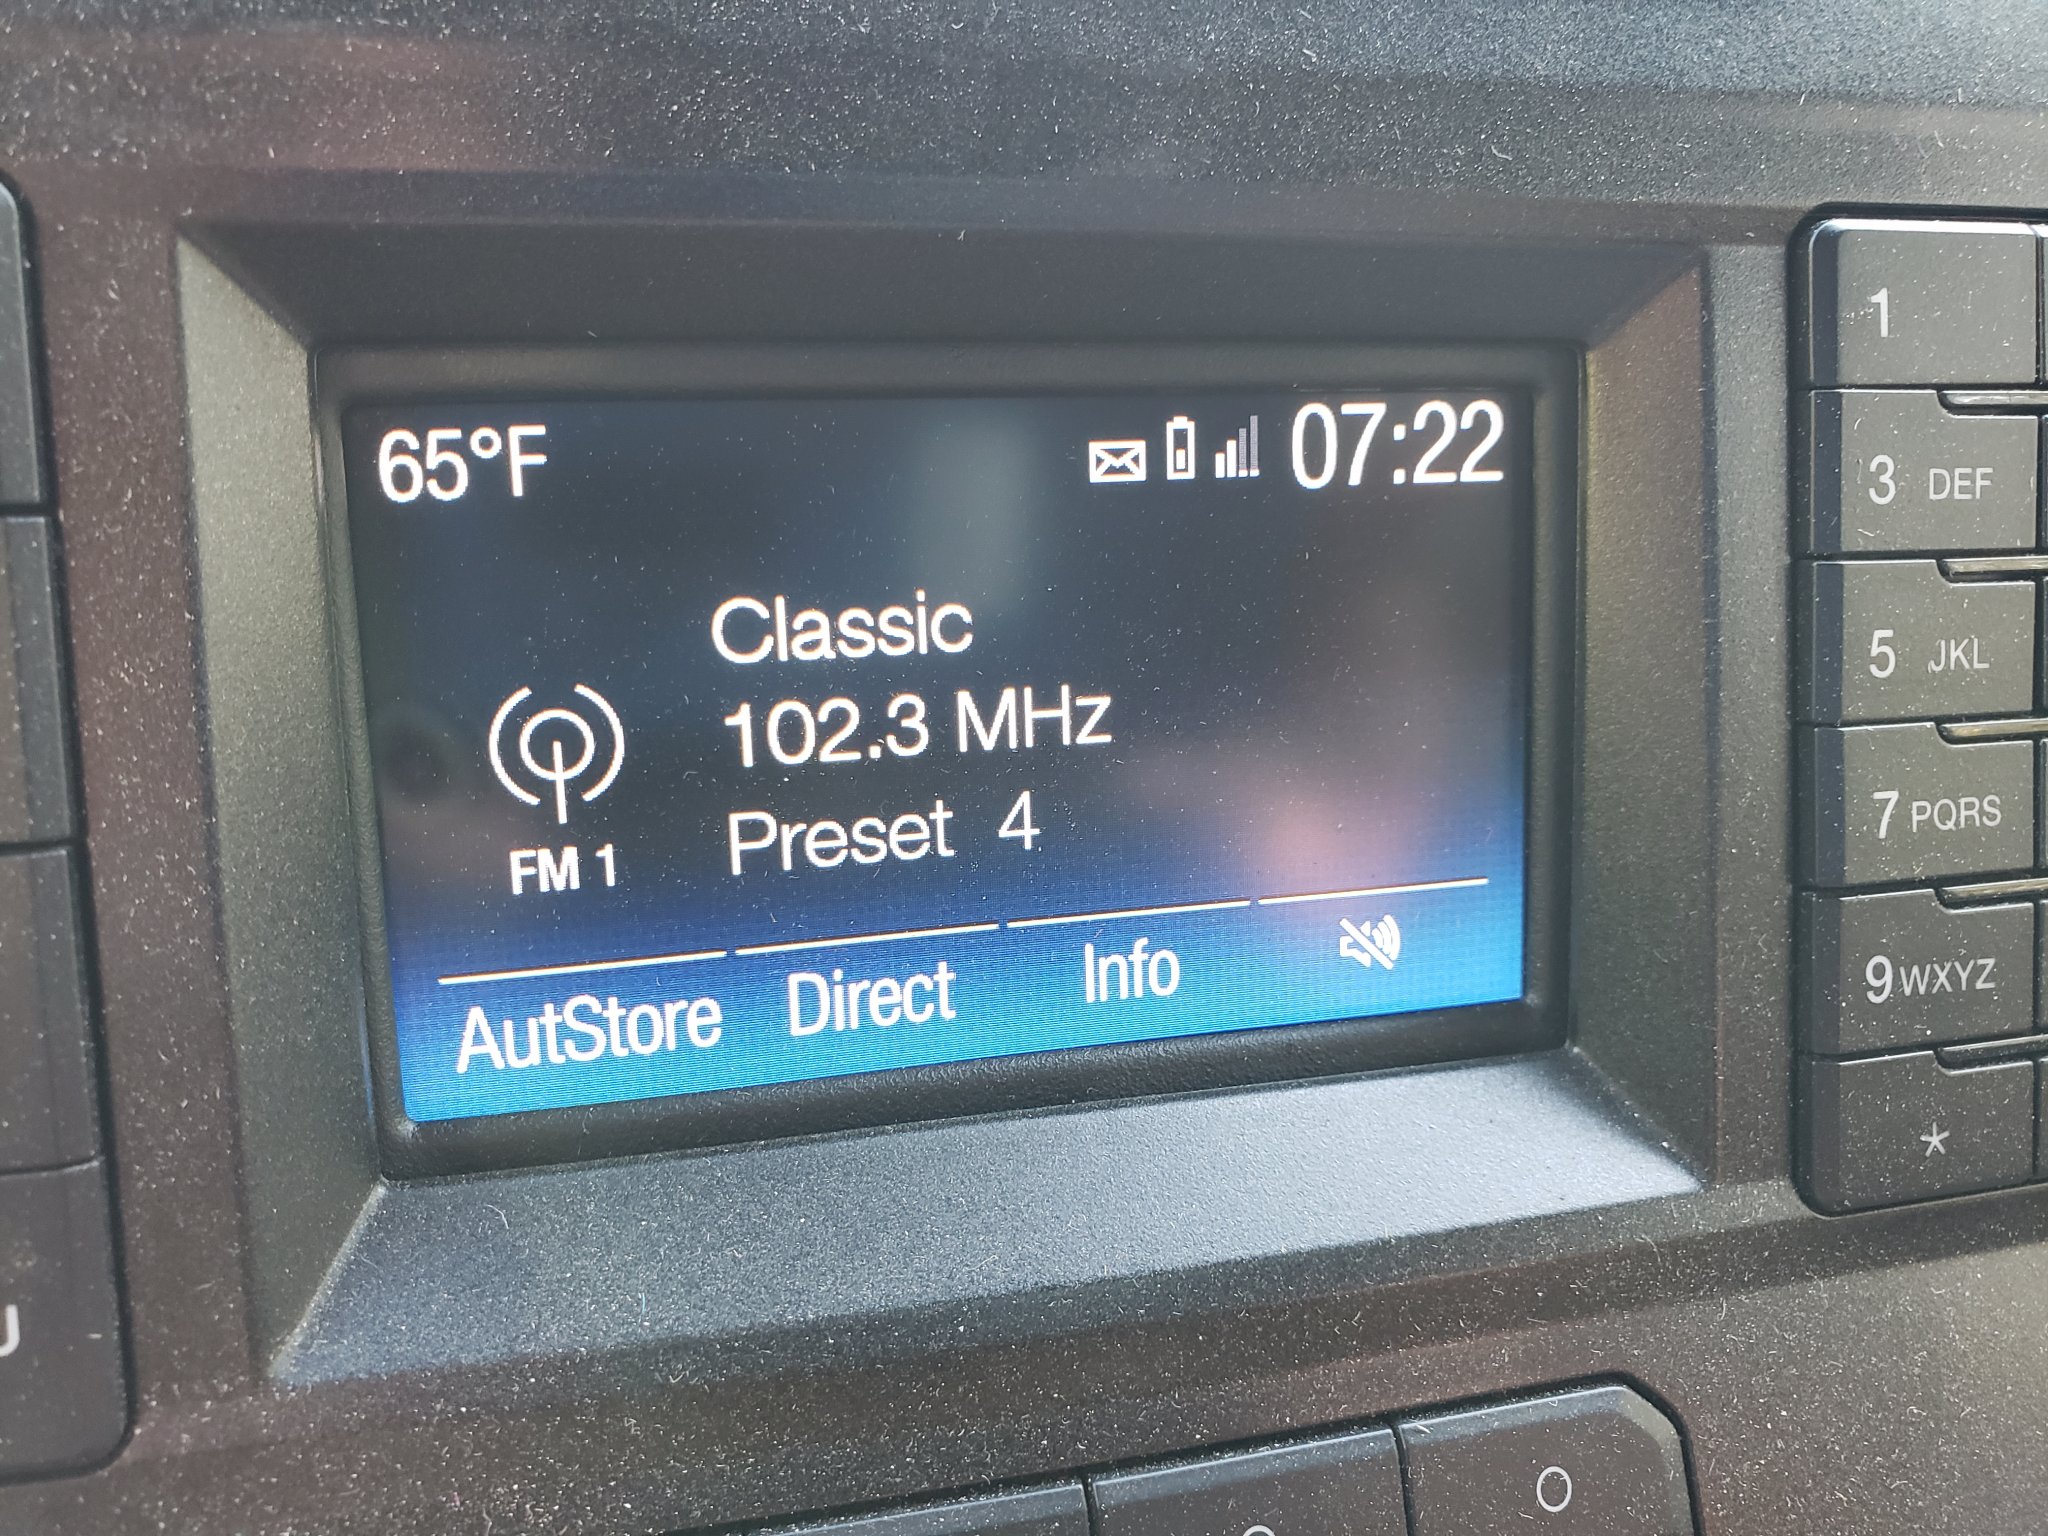 65°F 07:22
Classic
102.3 MHz
Preset 4
FM 1
AutStore Direct Info
1
3 DEF
5 JKL
7 PQRS
9 WXYZ
*